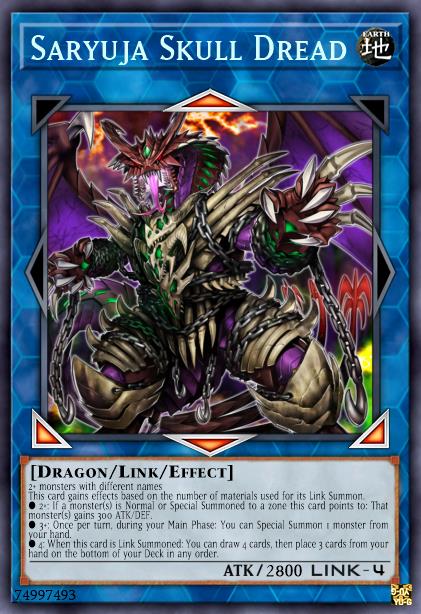 SARYUJA SKULL DREAD
EARTH
地
[DRAGON/LINK/EFFECT]
2+ monsters with different names
This card gains effects based on the number of materials used for its Link Summon.
● 2+: If a monster(s) is Normal or Special Summoned to a zone this card points to: That
monster(s) gains 300 ATK/DEF.
● 3+: Once per turn, during your Main Phase: You can Special Summon 1 monster from
your hand.
● 4: When this card is Link Summoned: You can draw 4 cards, then place 3 cards from your
hand on the bottom of your Deck in any order.
ATK/2800 LINK-4
74997493